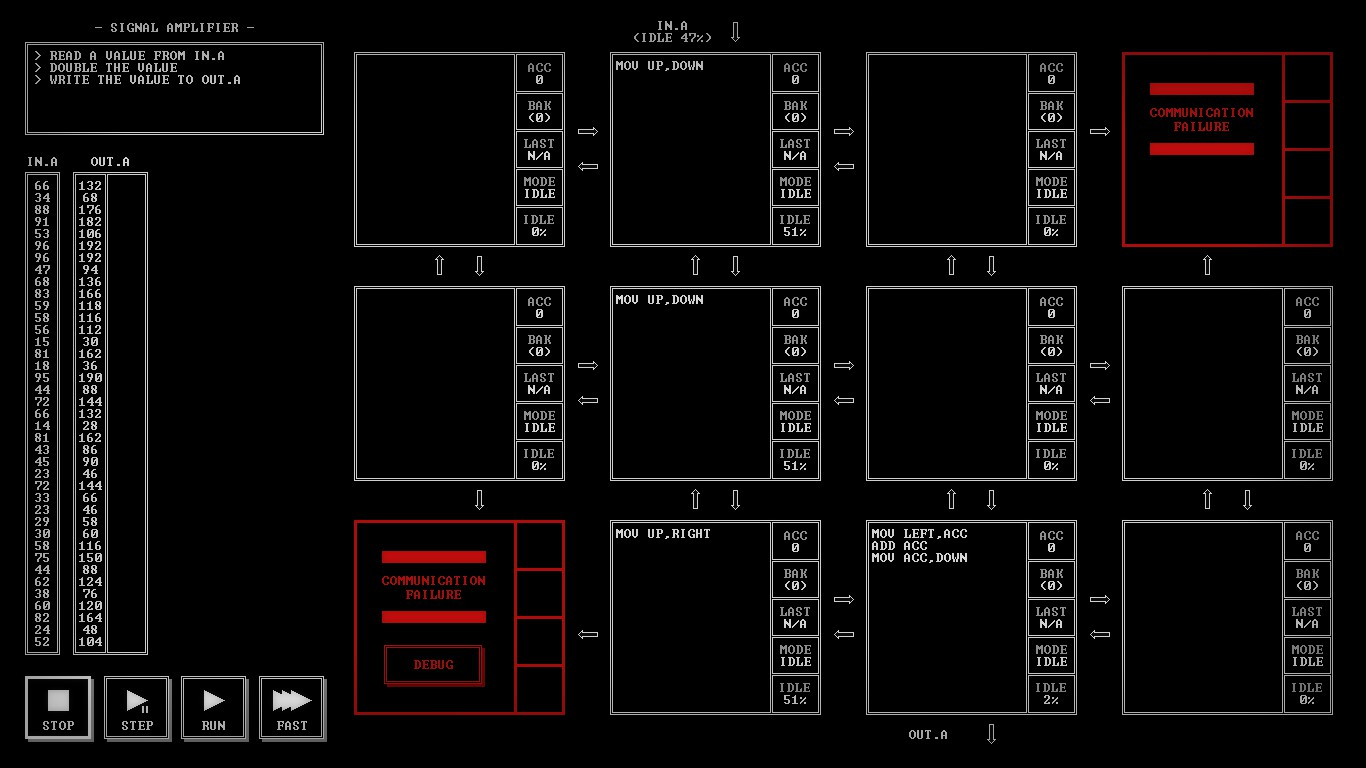 - SIGNAL AMPLIFIER -
> READ A VALUE FROM IN.A
> DOUBLE THE VALUE
> WRITE THE VALUE TO OUT.A
IN.A OUT.A
66 132
34 68
88 176
91 182
53 106
96 192
96 192
47 94
68 136
83 166
59 118
58 116
56 112
15 30
81 162
18 36
95 190
44 88
72 144
66 132
14 28
81 162
43 86
45 90
23 46
72 144
33 66
23 46
29 58
30 60
58 116
75 150
44 88
62 124
38 76
60 120
82 164
24 48
52 104
STOP
STEP
RUN
FAST
IN.A
(IDLE 47%)
ACC
0
BAK
(0)
LAST
N/A
MODE
IDLE
IDLE
0%
MOV UP,DOWN
ACC
0
BAK
(0)
LAST
N/A
MODE
IDLE
IDLE
51%
ACC
0
BAK
(0)
LAST
N/A
MODE
IDLE
IDLE
0%
COMMUNICATION
FAILURE
ACC
0
BAK
(0)
LAST
N/A
MODE
IDLE
IDLE
0%
MOV UP,DOWN
ACC
0
BAK
(0)
LAST
N/A
MODE
IDLE
IDLE
51%
ACC
0
BAK
(0)
LAST
N/A
MODE
IDLE
IDLE
0%
ACC
0
BAK
(0)
LAST
N/A
MODE
IDLE
IDLE
0%
COMMUNICATION
FAILURE
DEBUG
MOV UP,RIGHT
ACC
0
BAK
(0)
LAST
N/A
MODE
IDLE
IDLE
51%
MOV LEFT,ACC
ADD ACC
MOV ACC,DOWN
ACC
0
BAK
(0)
LAST
N/A
MODE
IDLE
IDLE
2%
ACC
0
BAK
(0)
LAST
N/A
MODE
IDLE
IDLE
0%
OUT.A